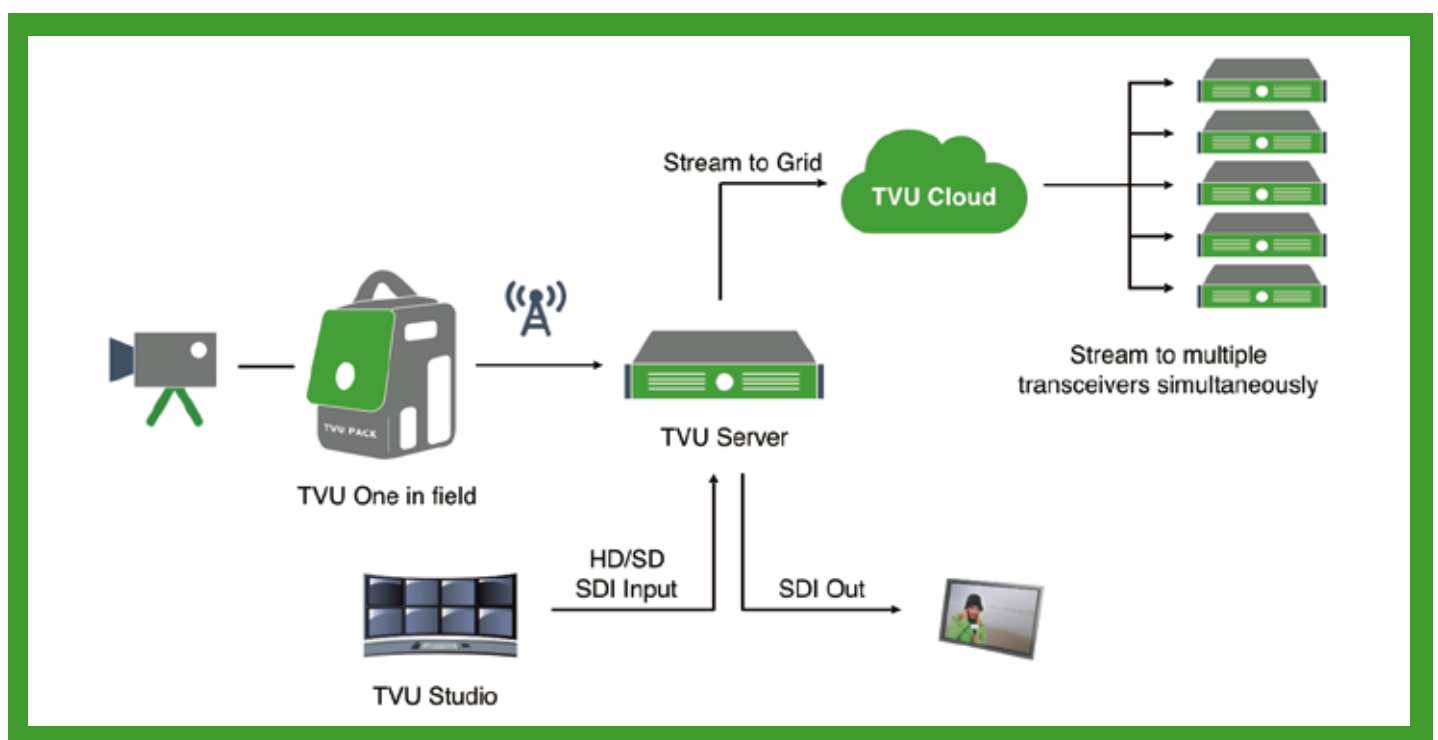 Stream to Grid
TVU Cloud
Stream to multiple
transceivers simultaneously
TVU PACK
TVU One in field
TVU Server
HD/SD
SDI Input
SDI Out
TVU Studio